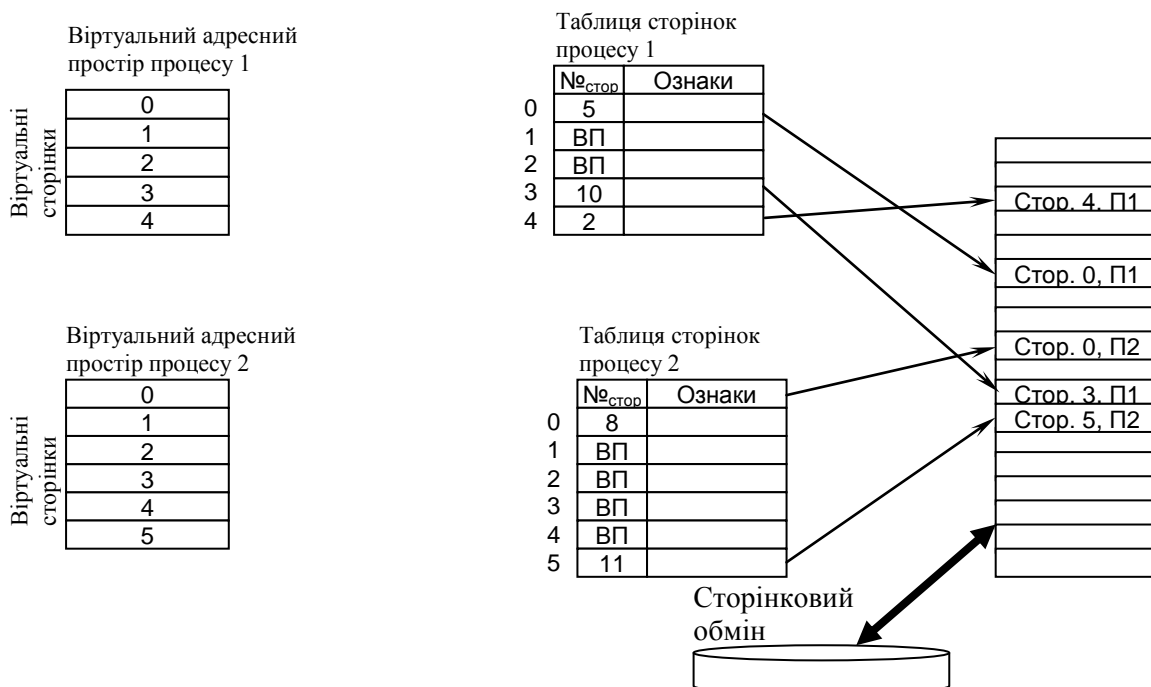 Віртуальний адресний
простір процесу 1
Віртуальні
сторінки
0
1
2
3
4
Таблиця сторінок
процесу 1
№стор Ознаки
0 5
1 ВП
2 ВП
3 10
4 2
Стор. 4, П1
Стор. 0, П1
Стор. 0, П2
Стор. 3, П1
Стор. 5, П2
Віртуальний адресний
простір процесу 2
Віртуальні
сторінки
0
1
2
3
4
5
Таблиця сторінок
процесу 2
№стор Ознаки
0 8
1 ВП
2 ВП
3 ВП
4 ВП
5 11
Сторінковий
обмін